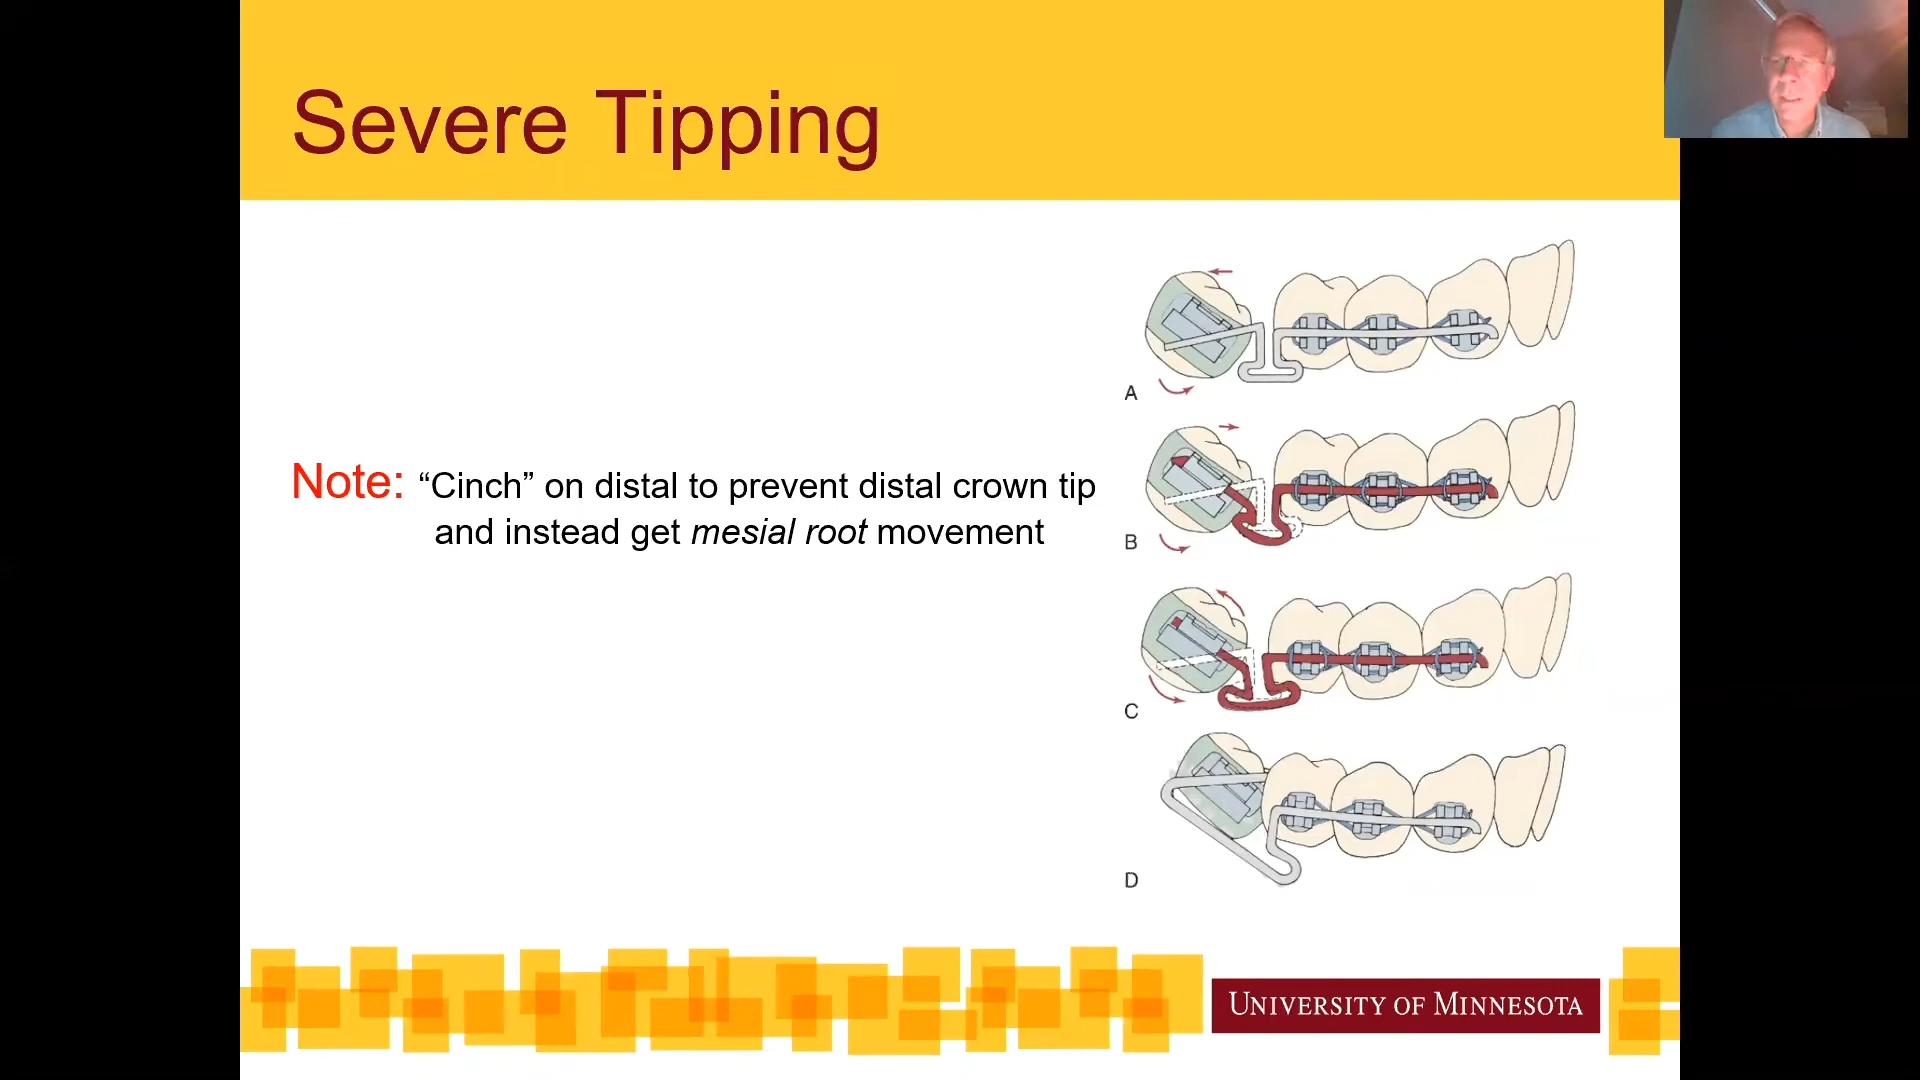 Severe Tipping
Note: “Cinch” on distal to prevent distal crown tip
and instead get mesial root movement
A
B
C
D
UNIVERSITY OF MINNESOTA